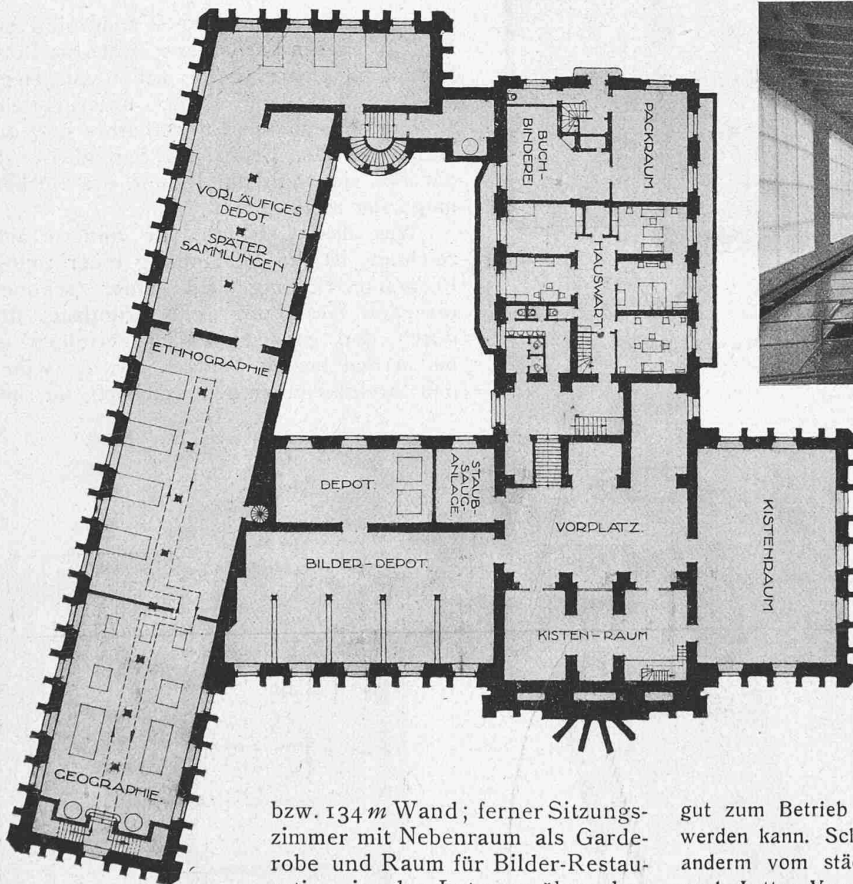 BUCH-
BINDEREI
PACKRAUM
VORLÄUFIGES
DEPOT.
SPÄTER
SAMMLUNGEN
HAUSWART
ETHNOGRAPHIE
DEPOT.
STAUB-
SAUG-
ANLAGE.
VORPLATZ.
KISTENRAUM
BILDER-DEPOT.
KISTEN-RAUM
GEOGRAPHIE
bzw. 134 m Wand; ferner Sitzungs-
zimmer mit Nebenraum als Garde-
robe und Raum für Bilder-Restau-
gut zum Betrieb
werden kann. Sch
anderm vom stä